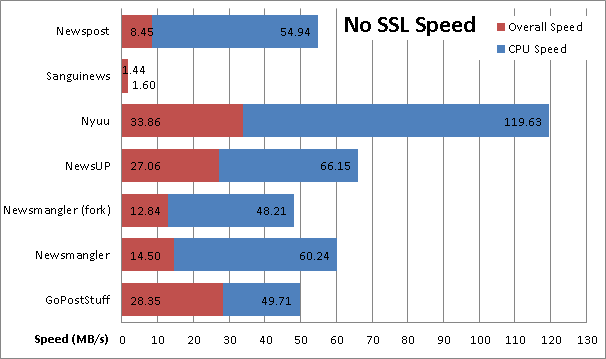 No SSL Speed
Overall Speed
CPU Speed
Newspost 8.45 54.94
Sanguinews 1.44 1.60
Nyuu 33.86 119.63
NewsUP 27.06 66.15
Newsmangler (fork) 12.84 48.21
Newsmangler 14.50 60.24
GoPostStuff 28.35 49.71
0 10 20 30 40 50 60 70 80 90 100 110 120 130
Speed (MB/s)